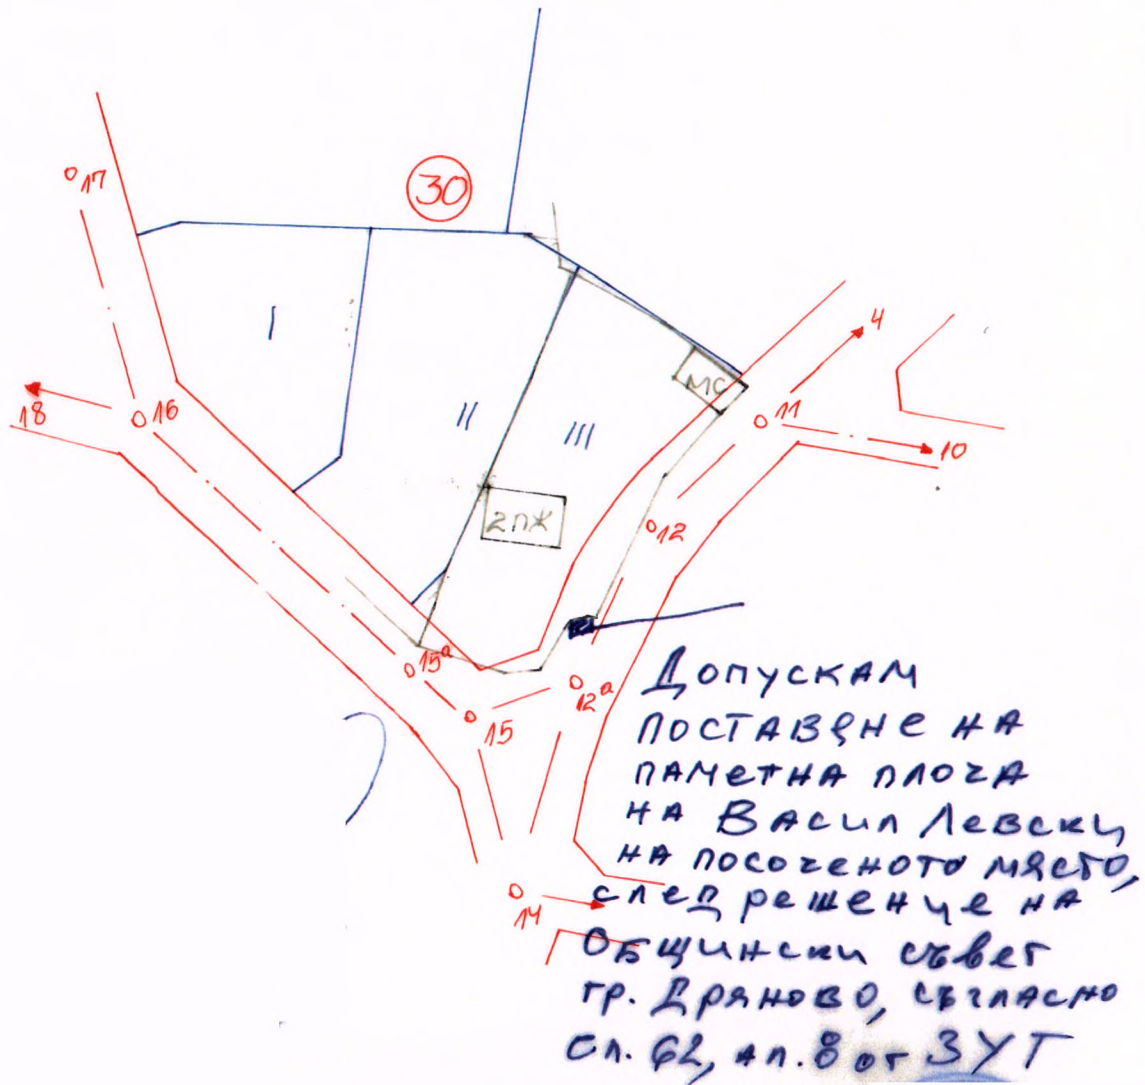 30
17
I
4
МС
18
16
II
III
11
10
2ПЖ
12
15а
12а
15
14
Допускам
поставяне на
паметна плоча
на Васил Левски
на посоченото място,
след решение на
Общински съвет
гр. Дряново, съгласно
чл. 62, ал. 8 от ЗУТ